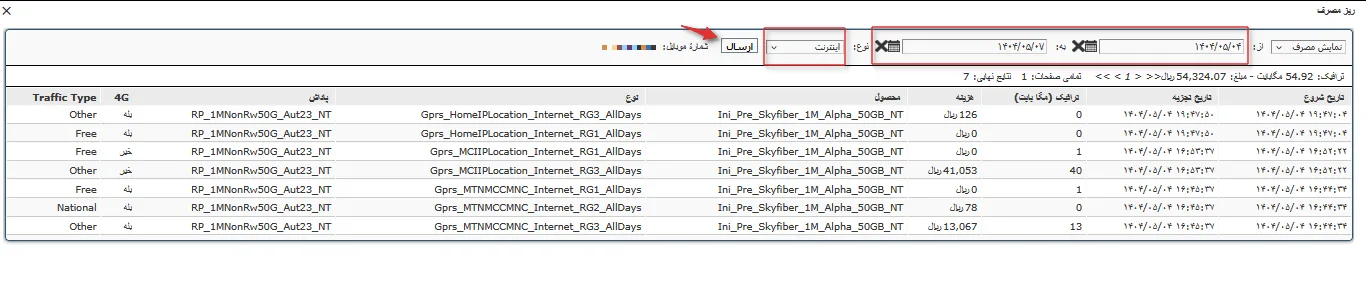 ریز مصرف ×
نمایش مصرف از: ۱۴۰۴/۰۵/۰۴ به: ۱۴۰۴/۰۵/۰۷ نوع: اینترنت ارسال شمارۀ موبایل:
ترافیک: 54.92 مگابایت - مبلغ: 54,324.07 ریال >> > 1 < << تمامی صفحات: 1 نتایج نهایی: 7
تاریخ شروع تاریخ تجزیه ترافیک (مگا بایت) هزینه محصول نوع پاداش 4G Traffic Type
۱۴۰۴/۰۵/۰۴ ۱۹:۴۷:۰۴ ۱۴۰۴/۰۵/۰۴ ۱۹:۴۷:۵۰ 0 126 ریال Ini_Pre_Skyfiber_1M_Alpha_50GB_NT Gprs_HomeIPLocation_Internet_RG3_AllDays RP_1MNonRw50G_Aut23_NT بله Other
۱۴۰۴/۰۵/۰۴ ۱۹:۴۷:۰۴ ۱۴۰۴/۰۵/۰۴ ۱۹:۴۷:۵۰ 0 0 ریال Ini_Pre_Skyfiber_1M_Alpha_50GB_NT Gprs_HomeIPLocation_Internet_RG1_AllDays RP_1MNonRw50G_Aut23_NT بله Free
۱۴۰۴/۰۵/۰۴ ۱۶:۵۲:۲۲ ۱۴۰۴/۰۵/۰۴ ۱۶:۵۳:۳۷ 1 0 ریال Ini_Pre_Skyfiber_1M_Alpha_50GB_NT Gprs_MCIIPLocation_Internet_RG1_AllDays RP_1MNonRw50G_Aut23_NT خیر Free
۱۴۰۴/۰۵/۰۴ ۱۶:۵۲:۲۲ ۱۴۰۴/۰۵/۰۴ ۱۶:۵۳:۳۷ 40 41,053 ریال Ini_Pre_Skyfiber_1M_Alpha_50GB_NT Gprs_MCIIPLocation_Internet_RG3_AllDays RP_1MNonRw50G_Aut23_NT خیر Other
۱۴۰۴/۰۵/۰۴ ۱۶:۴۴:۳۴ ۱۴۰۴/۰۵/۰۴ ۱۶:۴۵:۳۷ 1 0 ریال Ini_Pre_Skyfiber_1M_Alpha_50GB_NT Gprs_MTNMCCMNC_Internet_RG1_AllDays RP_1MNonRw50G_Aut23_NT بله Free
۱۴۰۴/۰۵/۰۴ ۱۶:۴۴:۳۴ ۱۴۰۴/۰۵/۰۴ ۱۶:۴۵:۳۷ 0 78 ریال Ini_Pre_Skyfiber_1M_Alpha_50GB_NT Gprs_MTNMCCMNC_Internet_RG2_AllDays RP_1MNonRw50G_Aut23_NT بله National
۱۴۰۴/۰۵/۰۴ ۱۶:۴۴:۳۴ ۱۴۰۴/۰۵/۰۴ ۱۶:۴۵:۳۷ 13 13,067 ریال Ini_Pre_Skyfiber_1M_Alpha_50GB_NT Gprs_MTNMCCMNC_Internet_RG3_AllDays RP_1MNonRw50G_Aut23_NT بله Other